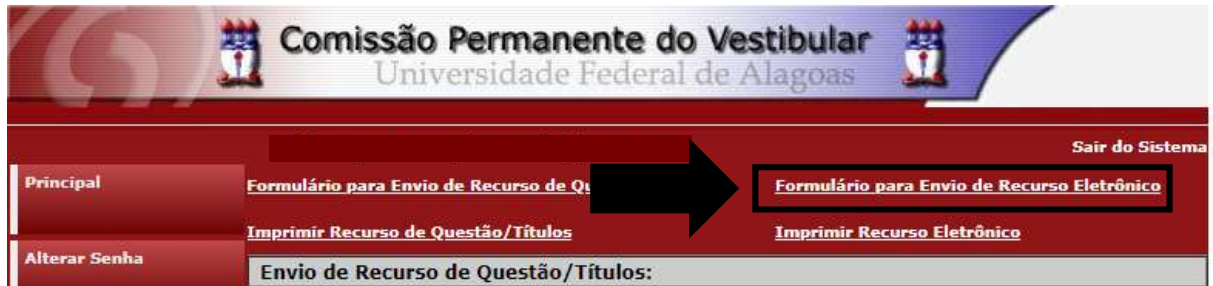 Comissão Permanente do Vestibular
Universidade Federal de Alagoas
Sair do Sistema
Principal
Formulário para Envio de Recurso de
Formulário para Envio de Recurso Eletrônico
Imprimir Recurso de Questão/Títulos
Imprimir Recurso Eletrônico
Alterar Senha
Envio de Recurso de Questão/Títulos: